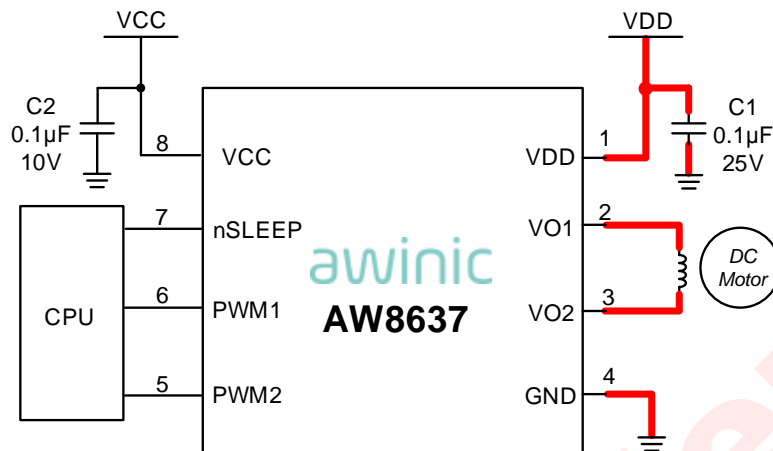 VCC
VDD
C2
0.1µF
10V
C1
0.1µF
25V
8
VCC
VDD
1
7
nSLEEP
VO1
2
awinic
AW8637
DC
Motor
CPU
6
PWM1
VO2
3
5
PWM2
GND
4